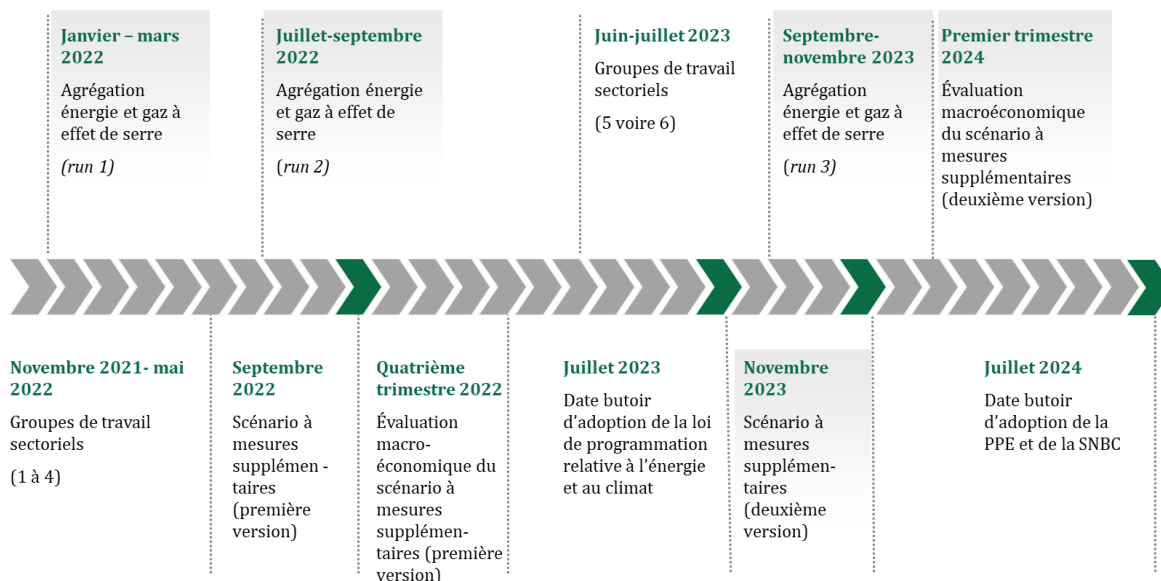 Janvier – mars
2022
Agrégation
énergie et gaz à
effet de serre
(run 1)
Juillet-septembre
2022
Agrégation énergie
et gaz à effet de
serre
(run 2)
Juin-juillet 2023
Groupes de travail
sectoriels
(5 voire 6)
Septembre-
novembre 2023
Agrégation
énergie et gaz à
effet de serre
(run 3)
Premier trimestre
2024
Évaluation
macroéconomique
du scénario à
mesures
supplémentaires
(deuxième version)
Novembre 2021- mai
2022
Groupes de travail
sectoriels
(1 à 4)
Septembre
2022
Scénario à
mesures
supplémen -
taires
(première
version)
Quatrième
trimestre 2022
Évaluation
macro-
économique du
scénario à
mesures
supplémen-
taires (première
version)
Juillet 2023
Date butoir
d’adoption de la loi
de programmation
relative à l’énergie
et au climat
Novembre
2023
Scénario à
mesures
supplémen-
taires
(deuxième
version)
Juillet 2024
Date butoir
d’adoption de la
PPE et de la SNBC